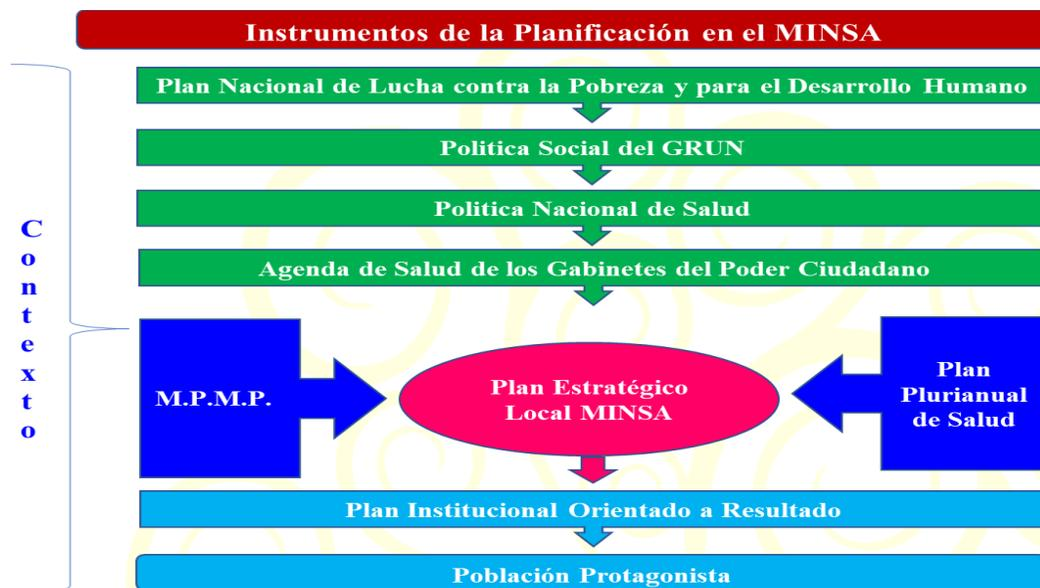 Instrumentos de la Planificación en el MINSA
Plan Nacional de Lucha contra la Pobreza y para el Desarrollo Humano
Politica Social del GRUN
Politica Nacional de Salud
Agenda de Salud de los Gabinetes del Poder Ciudadano
Contexto
M.P.M.P.
Plan Estratégico
Local MINSA
Plan
Plurianual
de Salud
Plan Institucional Orientado a Resultado
Población Protagonista